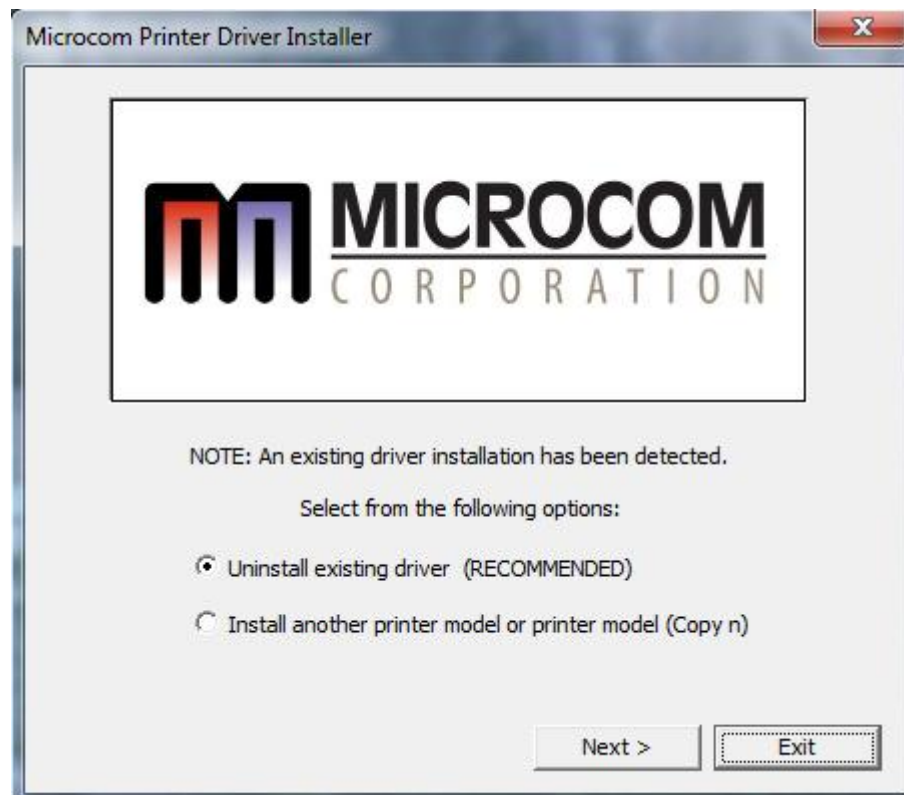 Microcom Printer Driver Installer
MICROCOM
CORPORATION
NOTE: An existing driver installation has been detected.
Select from the following options:
Uninstall existing driver (RECOMMENDED)
Install another printer model or printer model (Copy n)
Next > Exit